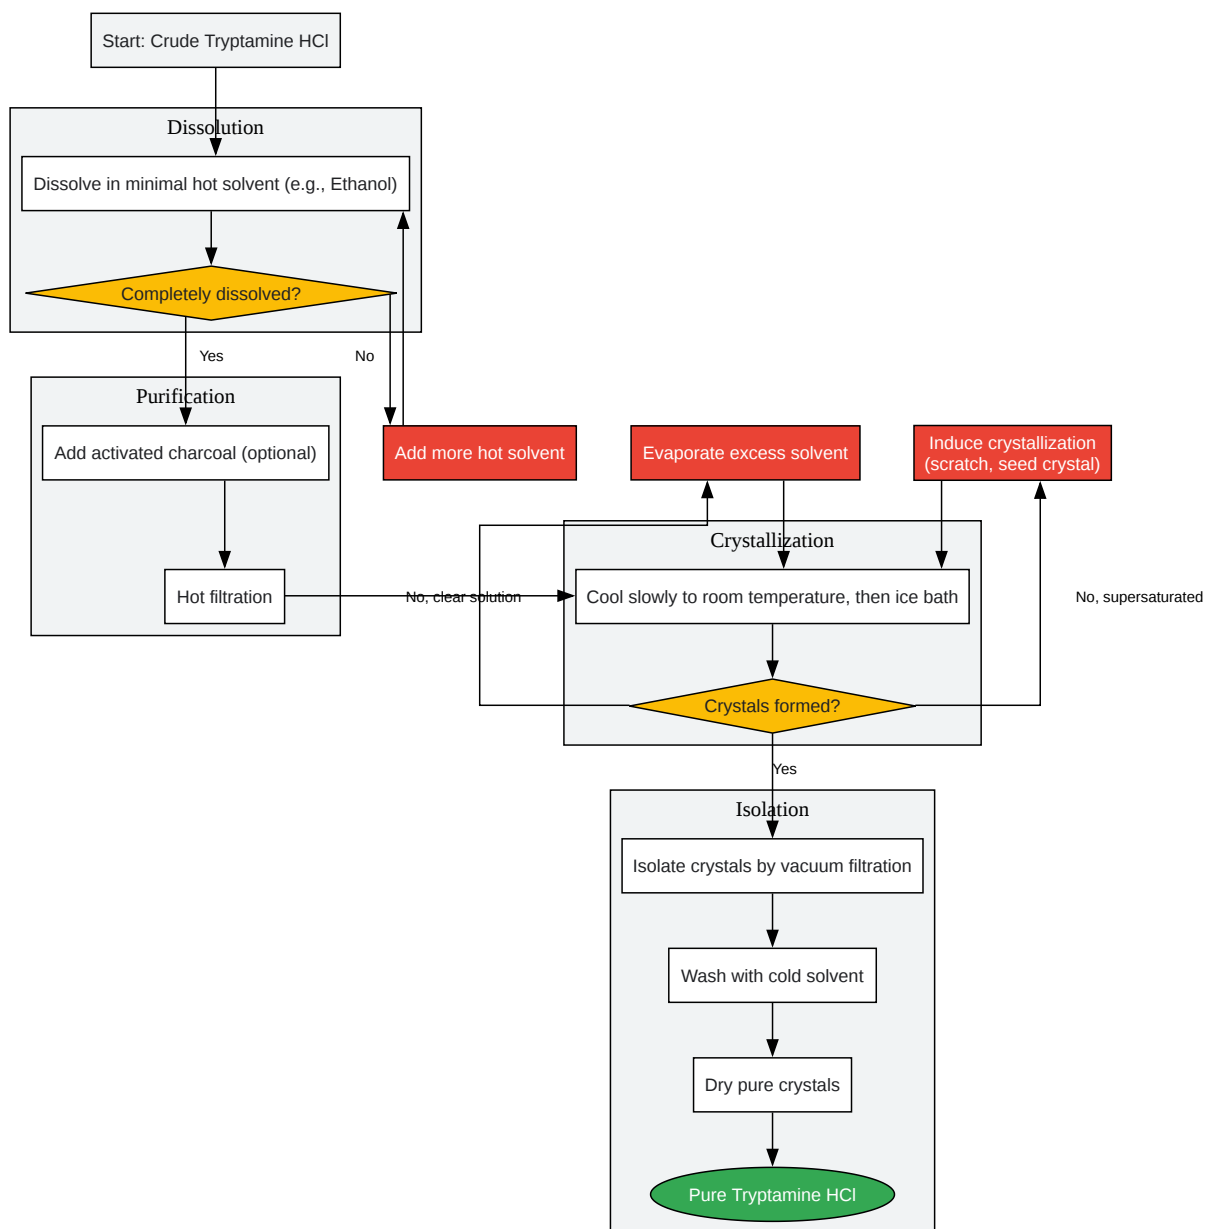 Start: Crude Tryptamine HCl
Dissolution
Dissolve in minimal hot solvent (e.g., Ethanol)
Completely dissolved?
Yes
No
Purification
Add activated charcoal (optional)
Add more hot solvent
Evaporate excess solvent
Induce crystallization
(scratch, seed crystal)
Crystallization
Hot filtration
No, clear solution
Cool slowly to room temperature, then ice bath
No, supersaturated
Crystals formed?
Yes
Isolation
Isolate crystals by vacuum filtration
Wash with cold solvent
Dry pure crystals
Pure Tryptamine HCl